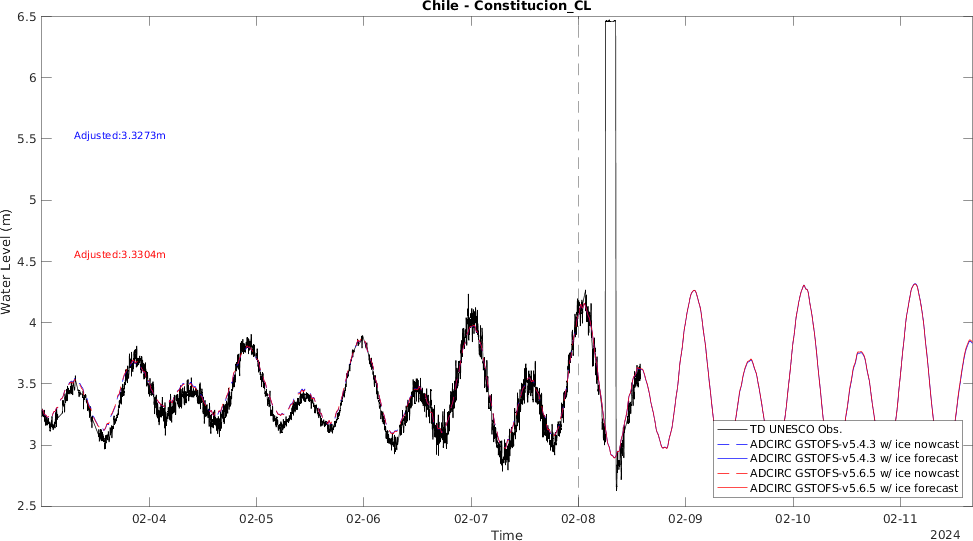 Chile - Constitucion_CL
6.5
6
5.5
5
4.5
4
3.5
3
2.5
Water Level (m)
Adjusted:3.3273m
Adjusted:3.3304m
TD UNESCO Obs.
ADCIRC GSTOFS-v5.4.3 w/ ice nowcast
ADCIRC GSTOFS-v5.4.3 w/ ice forecast
ADCIRC GSTOFS-v5.6.5 w/ ice nowcast
ADCIRC GSTOFS-v5.6.5 w/ ice forecast
02-04 02-05 02-06 02-07 02-08 02-09 02-10 02-11
Time
2024